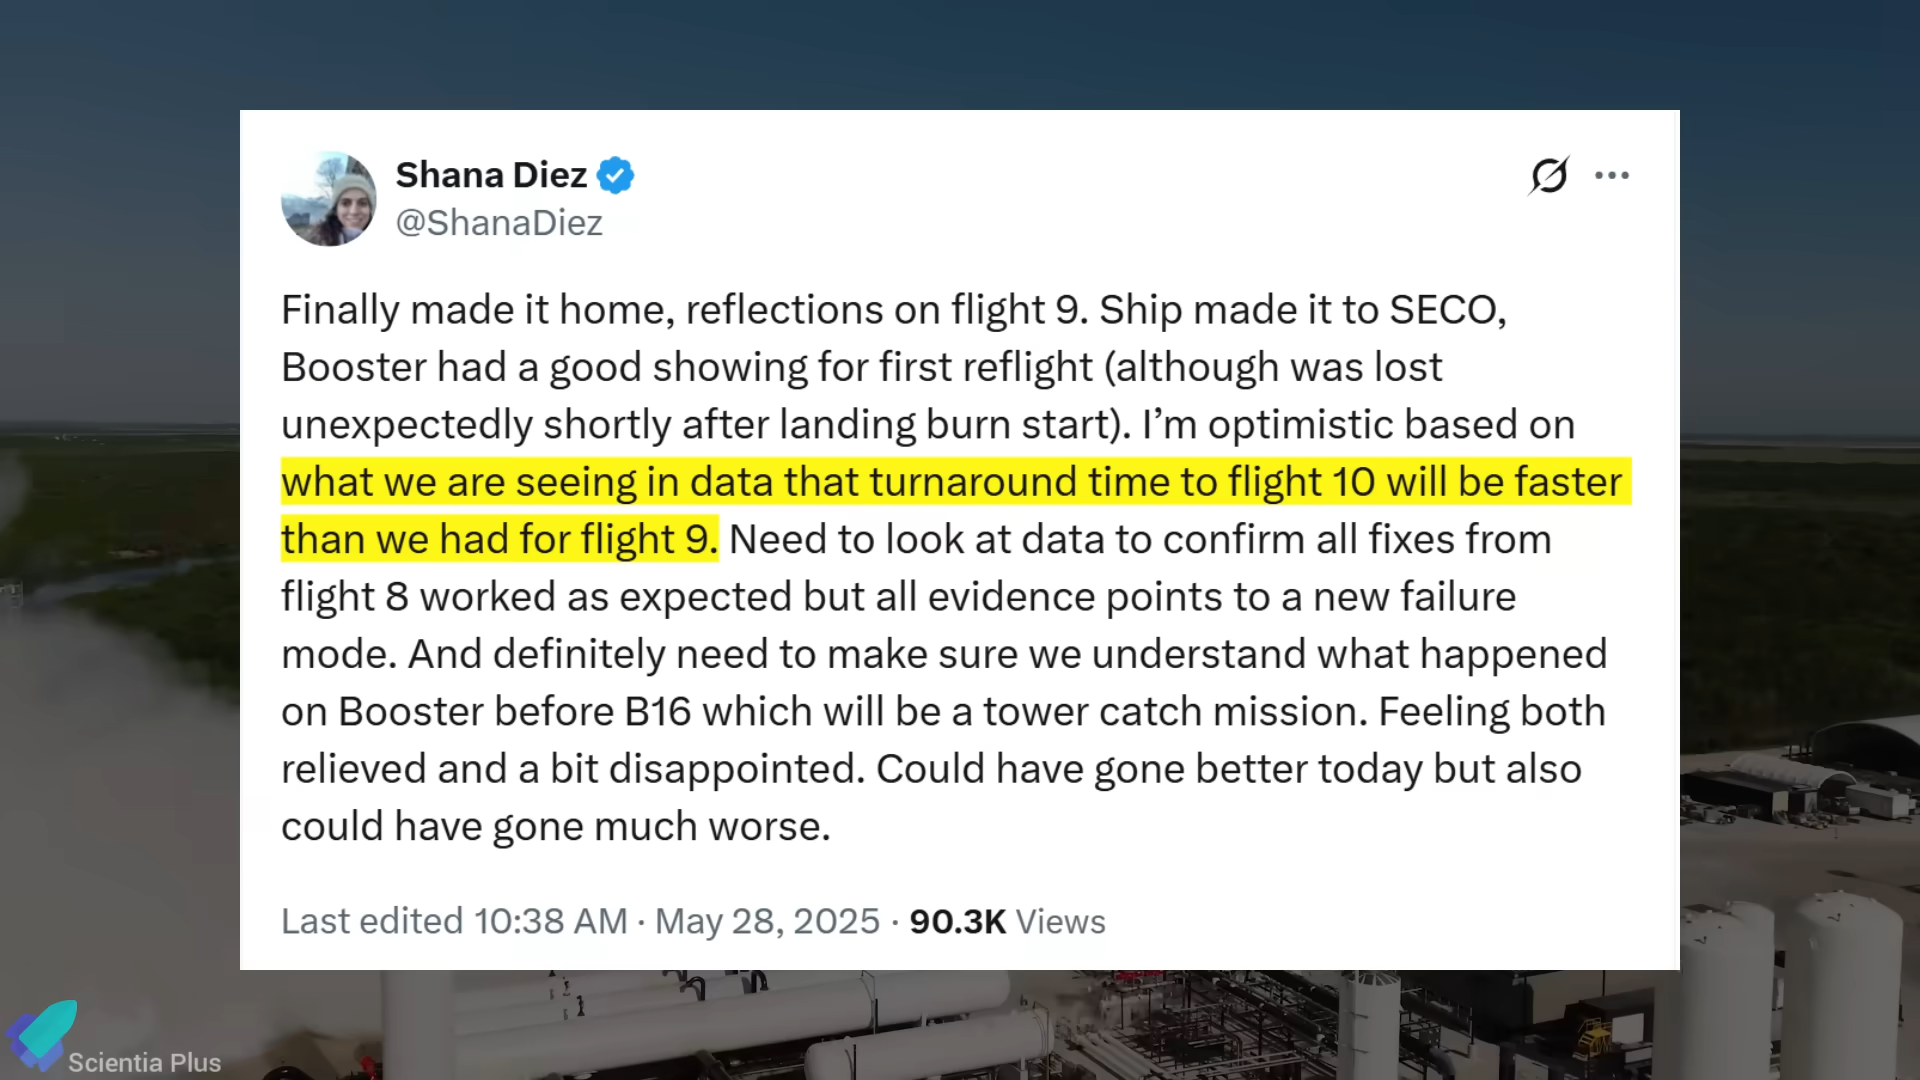 Shana Diez
@ShanaDiez
Finally made it home, reflections on flight 9. Ship made it to SECO,
Booster had a good showing for first reflight (although was lost
unexpectedly shortly after landing burn start). I’m optimistic based on
what we are seeing in data that turnaround time to flight 10 will be faster
than we had for flight 9. Need to look at data to confirm all fixes from
flight 8 worked as expected but all evidence points to a new failure
mode. And definitely need to make sure we understand what happened
on Booster before B16 which will be a tower catch mission. Feeling both
relieved and a bit disappointed. Could have gone better today but also
could have gone much worse.
Last edited 10:38 AM · May 28, 2025 · 90.3K Views
Scientia Plus